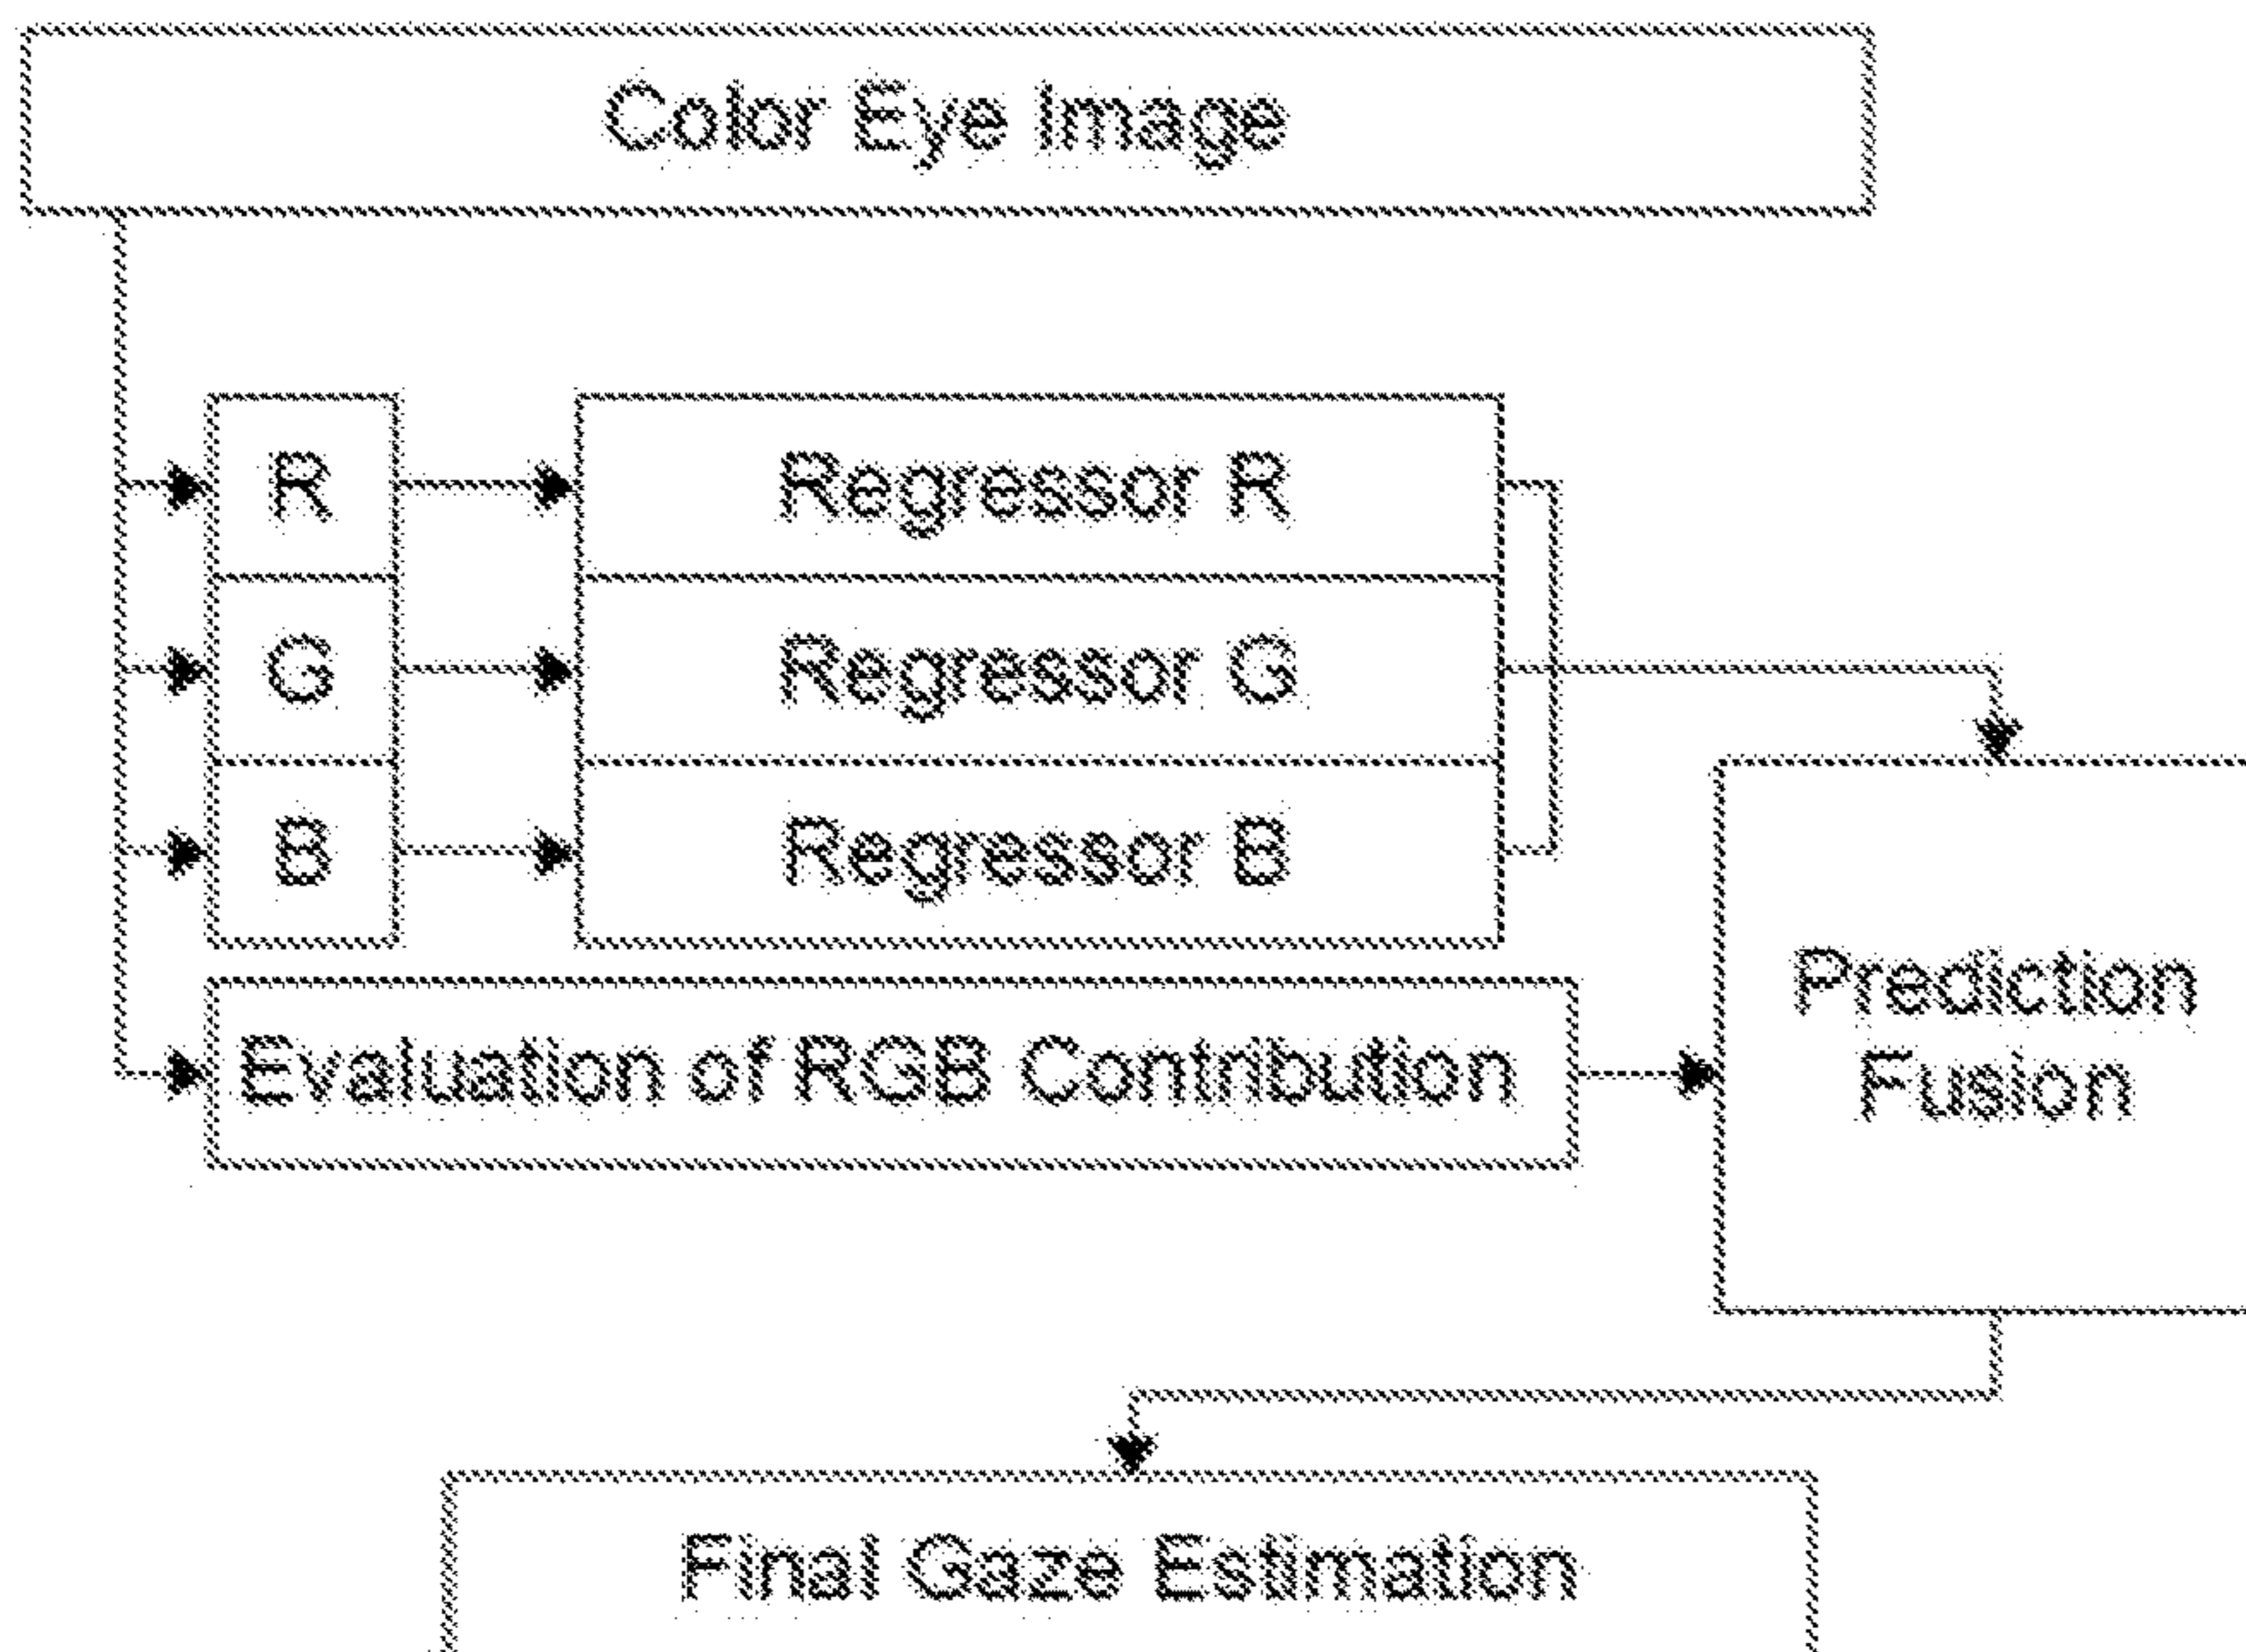 Color Eye Image
R
Regressor R
G
Regressor G
B
Regressor B
Evaluation of RGB Contribution
Prediction
Fusion
Final Gaze Estimation